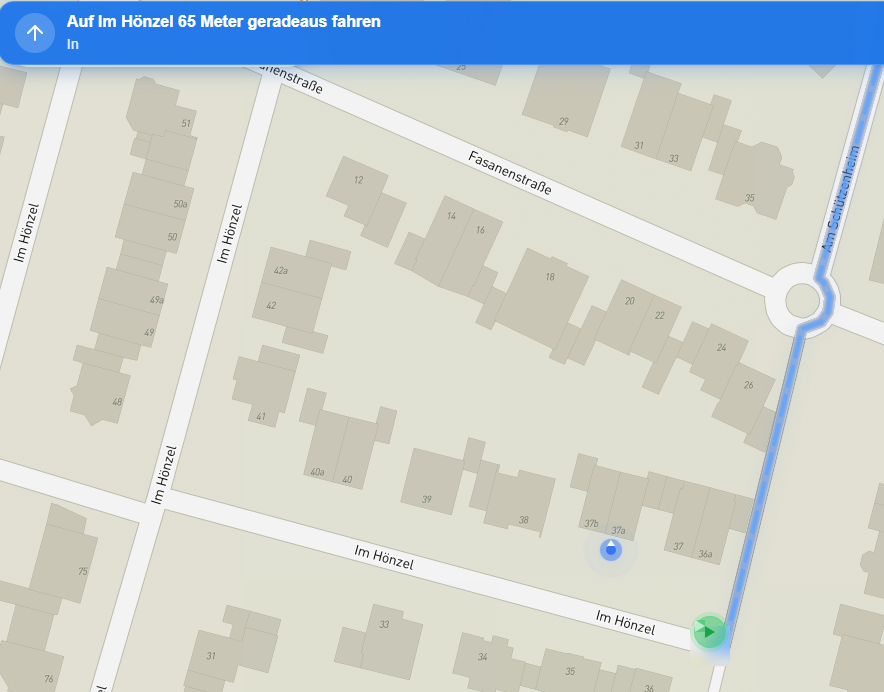 Auf Im Hönzel 65 Meter geradeaus fahren
In
25
29
31
33
35
51
Fasanenstraße
Am Schützenheim
12
14
16
50a
50
Im Hönzel
Im Hönzel
42a
42
18
20
22
49a
49
24
26
48
41
40a
40
39
38
37b
37a
37
36a
Im Hönzel
Im Hönzel
Im Hönzel
75
33
31
34
35
36
76